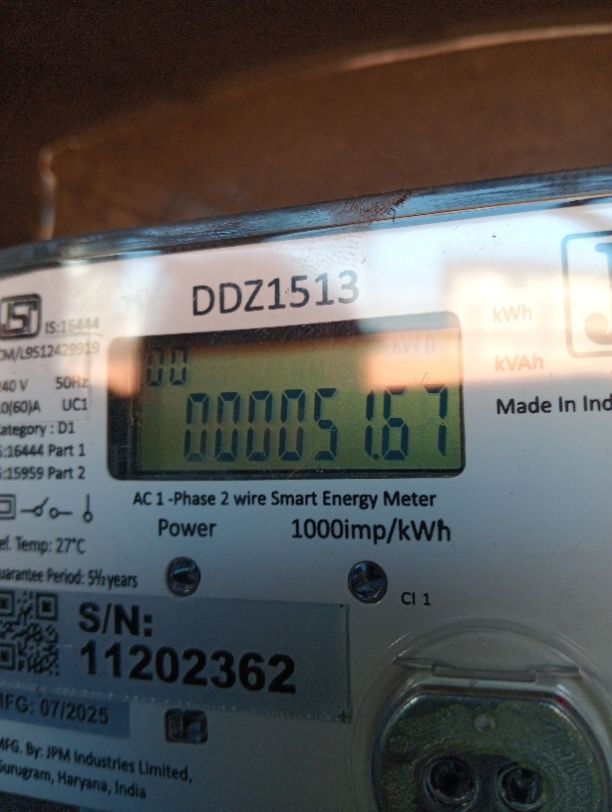 DDZ1513
IS:16444
CM/L9512429919
240 V 50Hz
10(60)A UC1
Category : D1
IS:16444 Part 1
IS:15959 Part 2
Ref. Temp: 27°C
Guarantee Period: 5½ years
kWh
00
000051.67
kWh
kVAh
Made In Ind
AC 1 -Phase 2 wire Smart Energy Meter
Power 1000imp/kWh
CI 1
S/N:
11202362
MFG: 07/2025
MFG. By: JPM Industries Limited,
Gurugram, Haryana, India